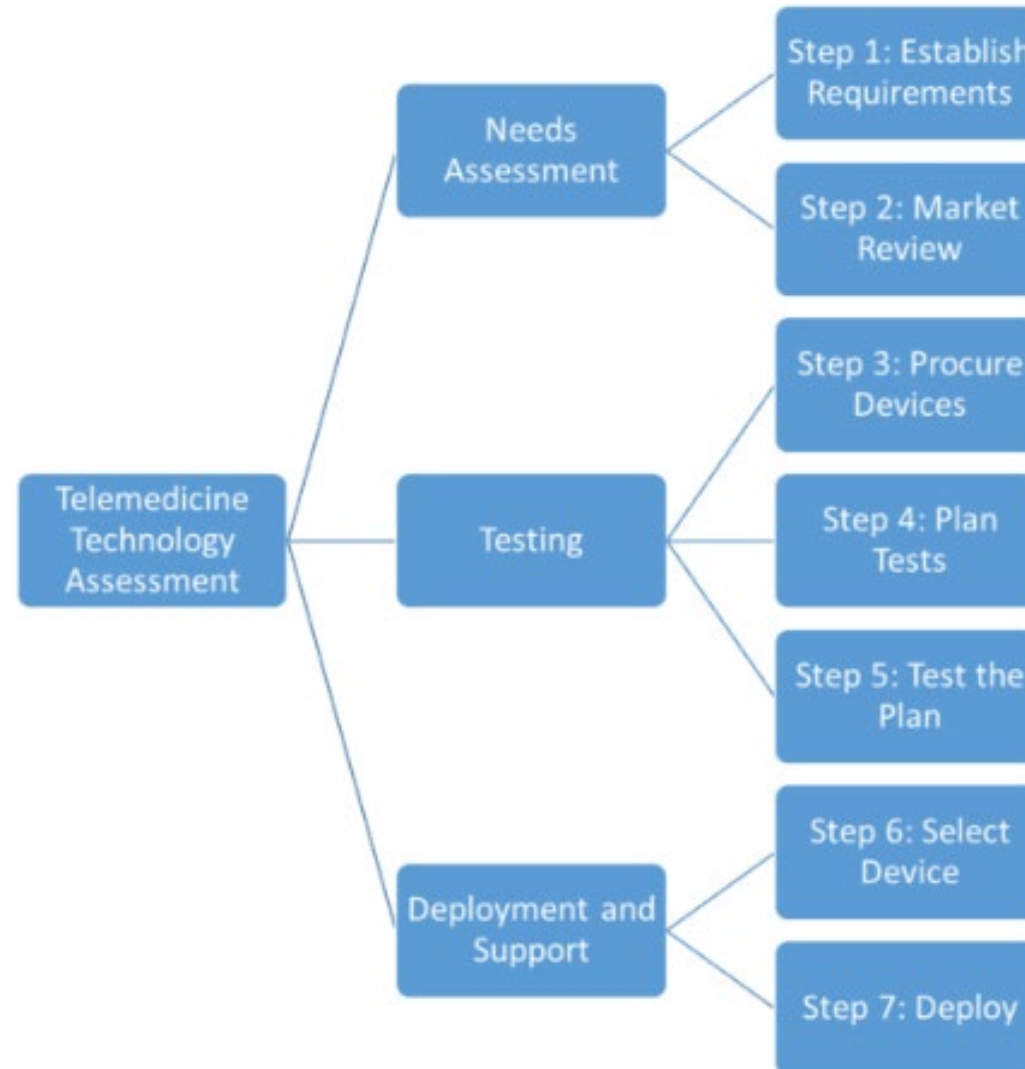 Telemedicine
Technology
Assessment
Needs
Assessment
Step 1: Establish
Requirements
Step 2: Market
Review
Testing
Step 3: Procure
Devices
Step 4: Plan
Tests
Step 5: Test the
Plan
Deployment and
Support
Step 6: Select
Device
Step 7: Deploy